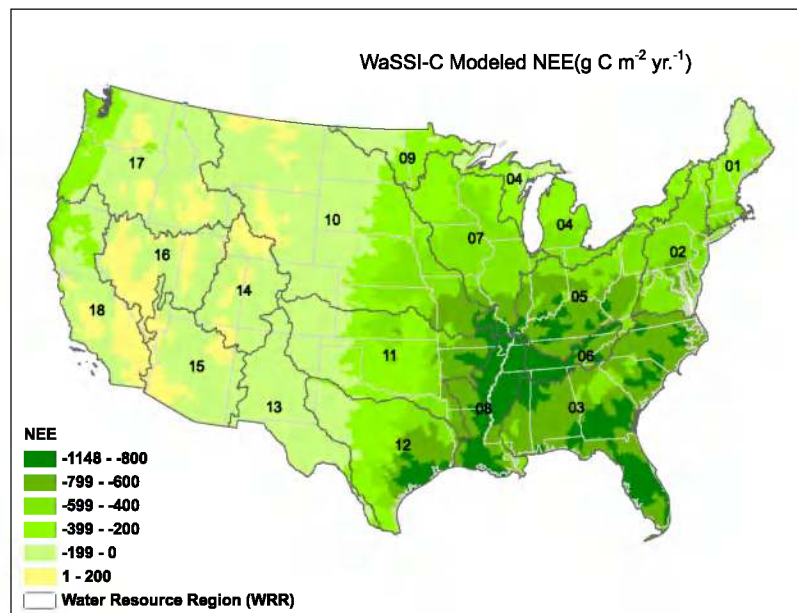 WaSSI-C Modeled NEE(g C m-2 yr.-1)
17
09
04
01
10
04
07
02
16
05
14
18
11
06
15
13
08
03
12
NEE
-1148 - -800
-799 - -600
-599 - -400
-399 - -200
-199 - 0
1 - 200
Water Resource Region (WRR)